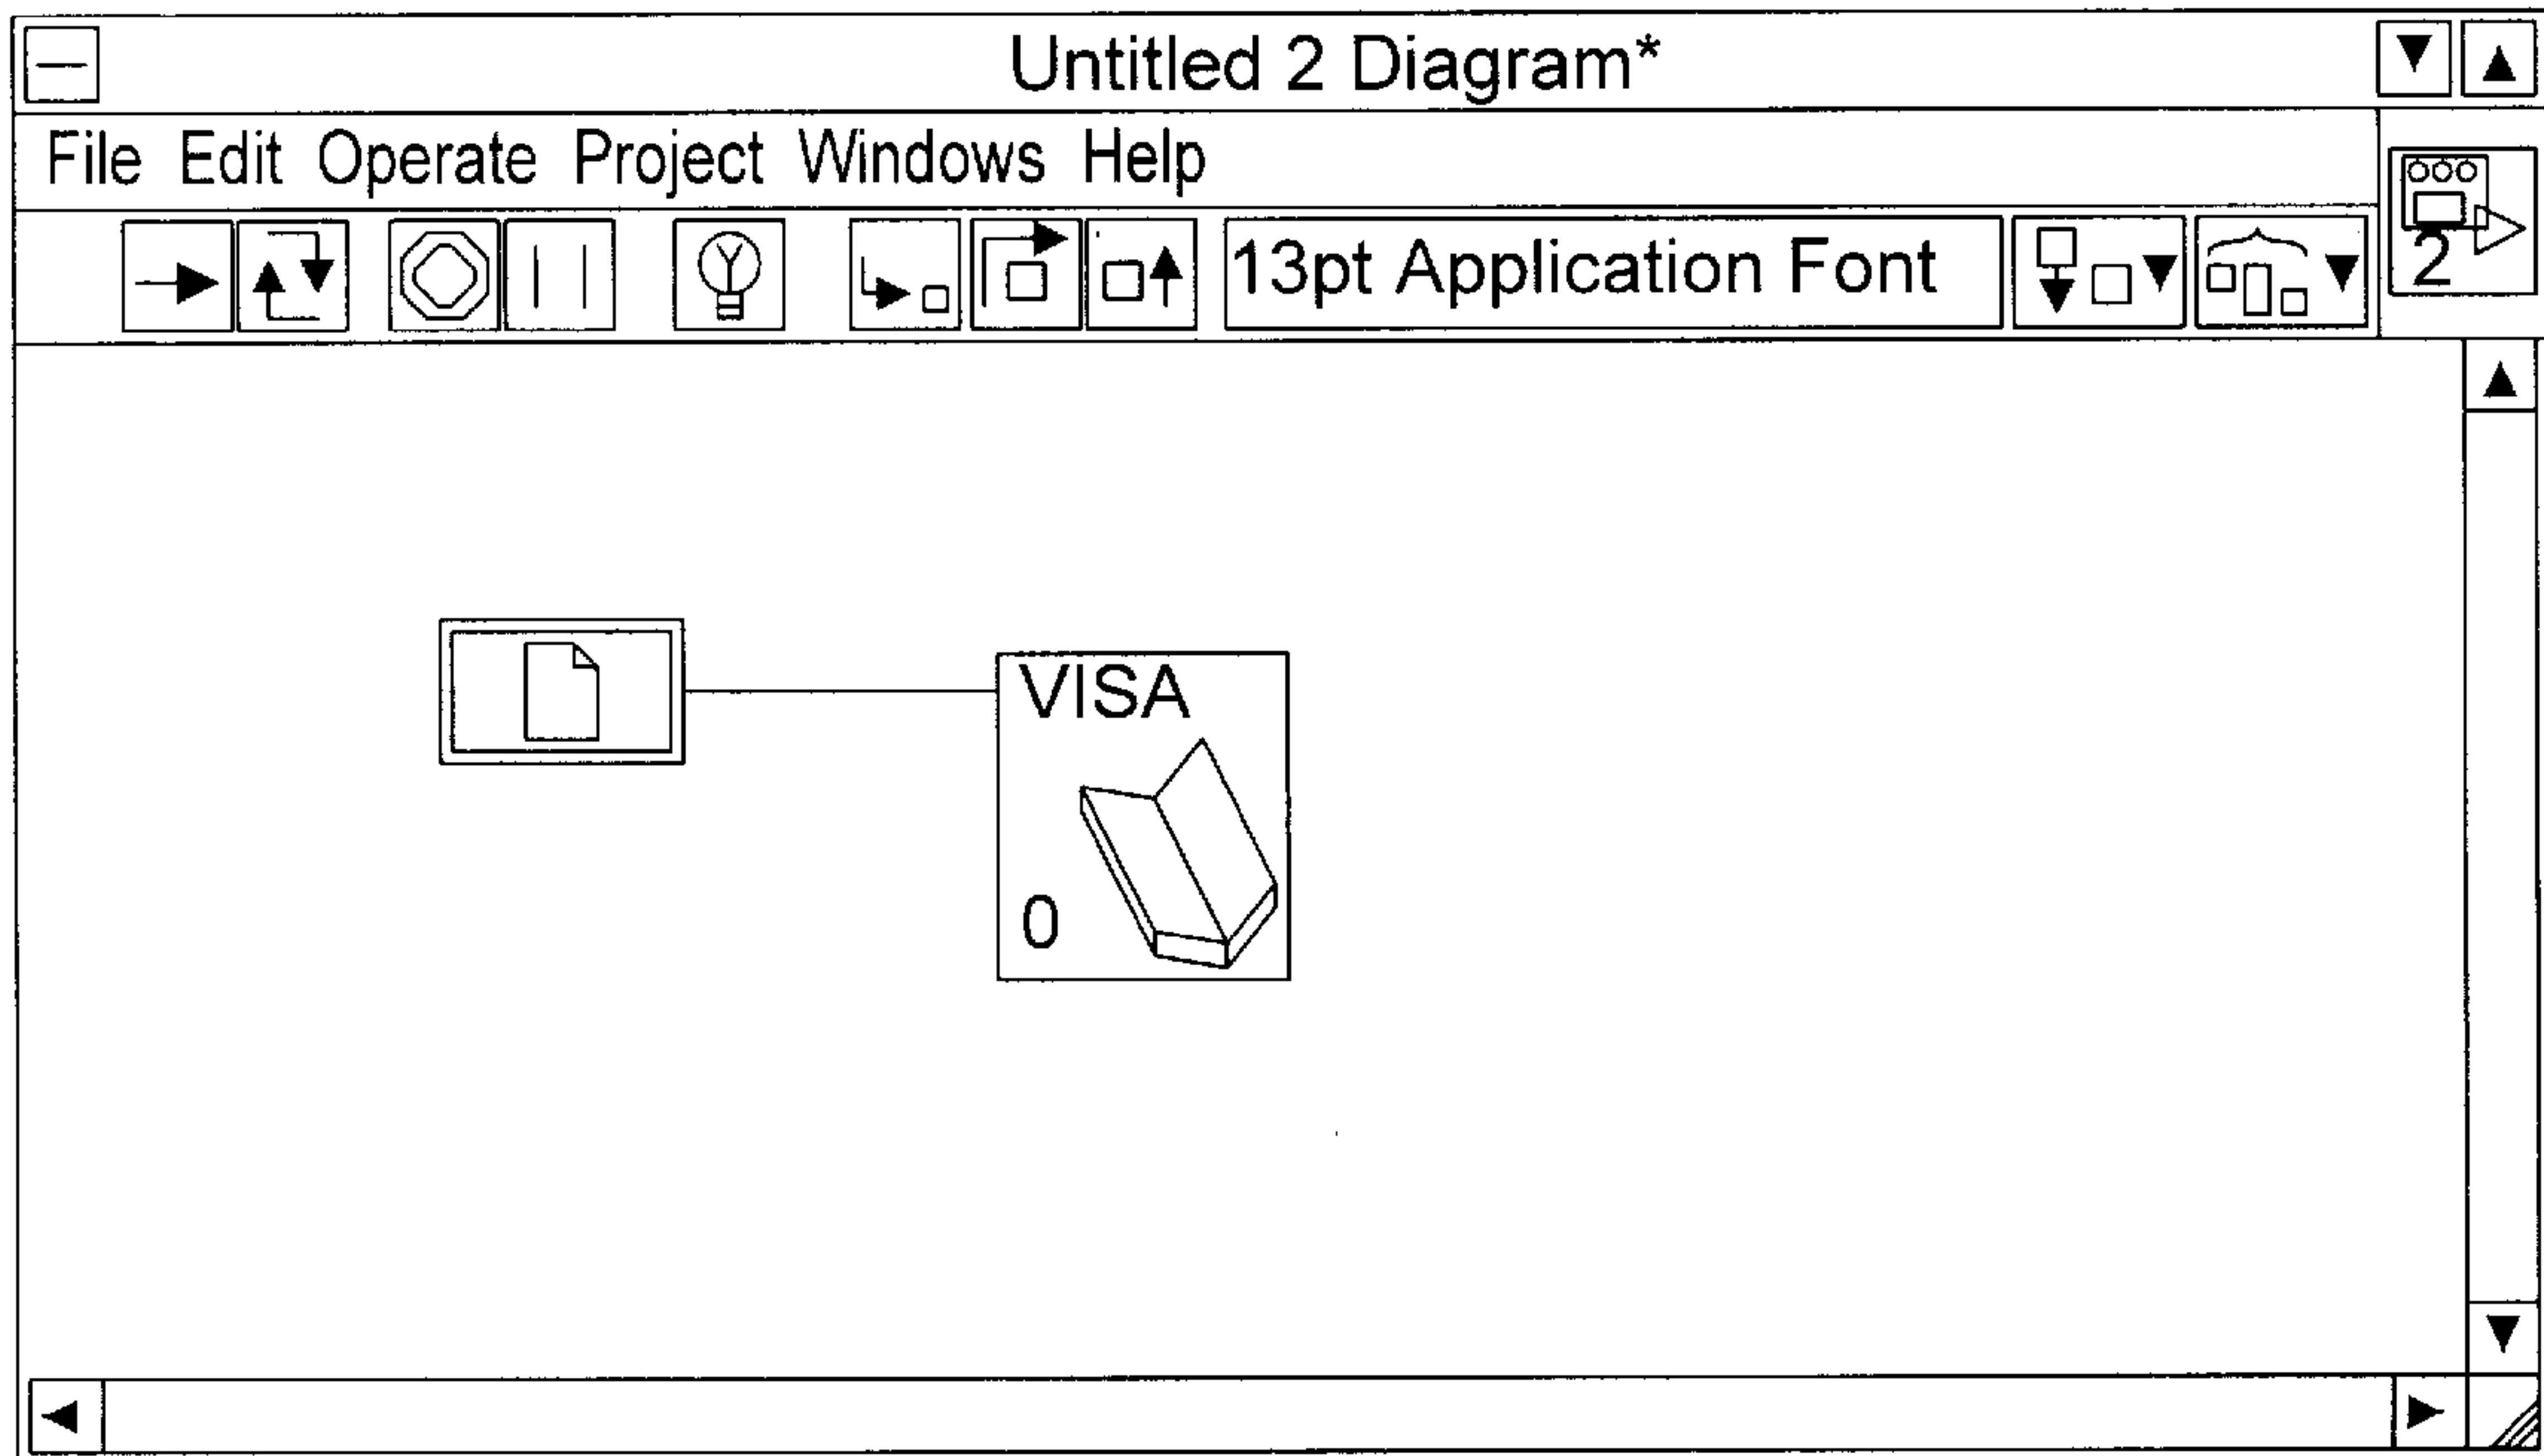 Untitled 2 Diagram*
File Edit Operate Project Windows Help
13pt Application Font
2
VISA
0